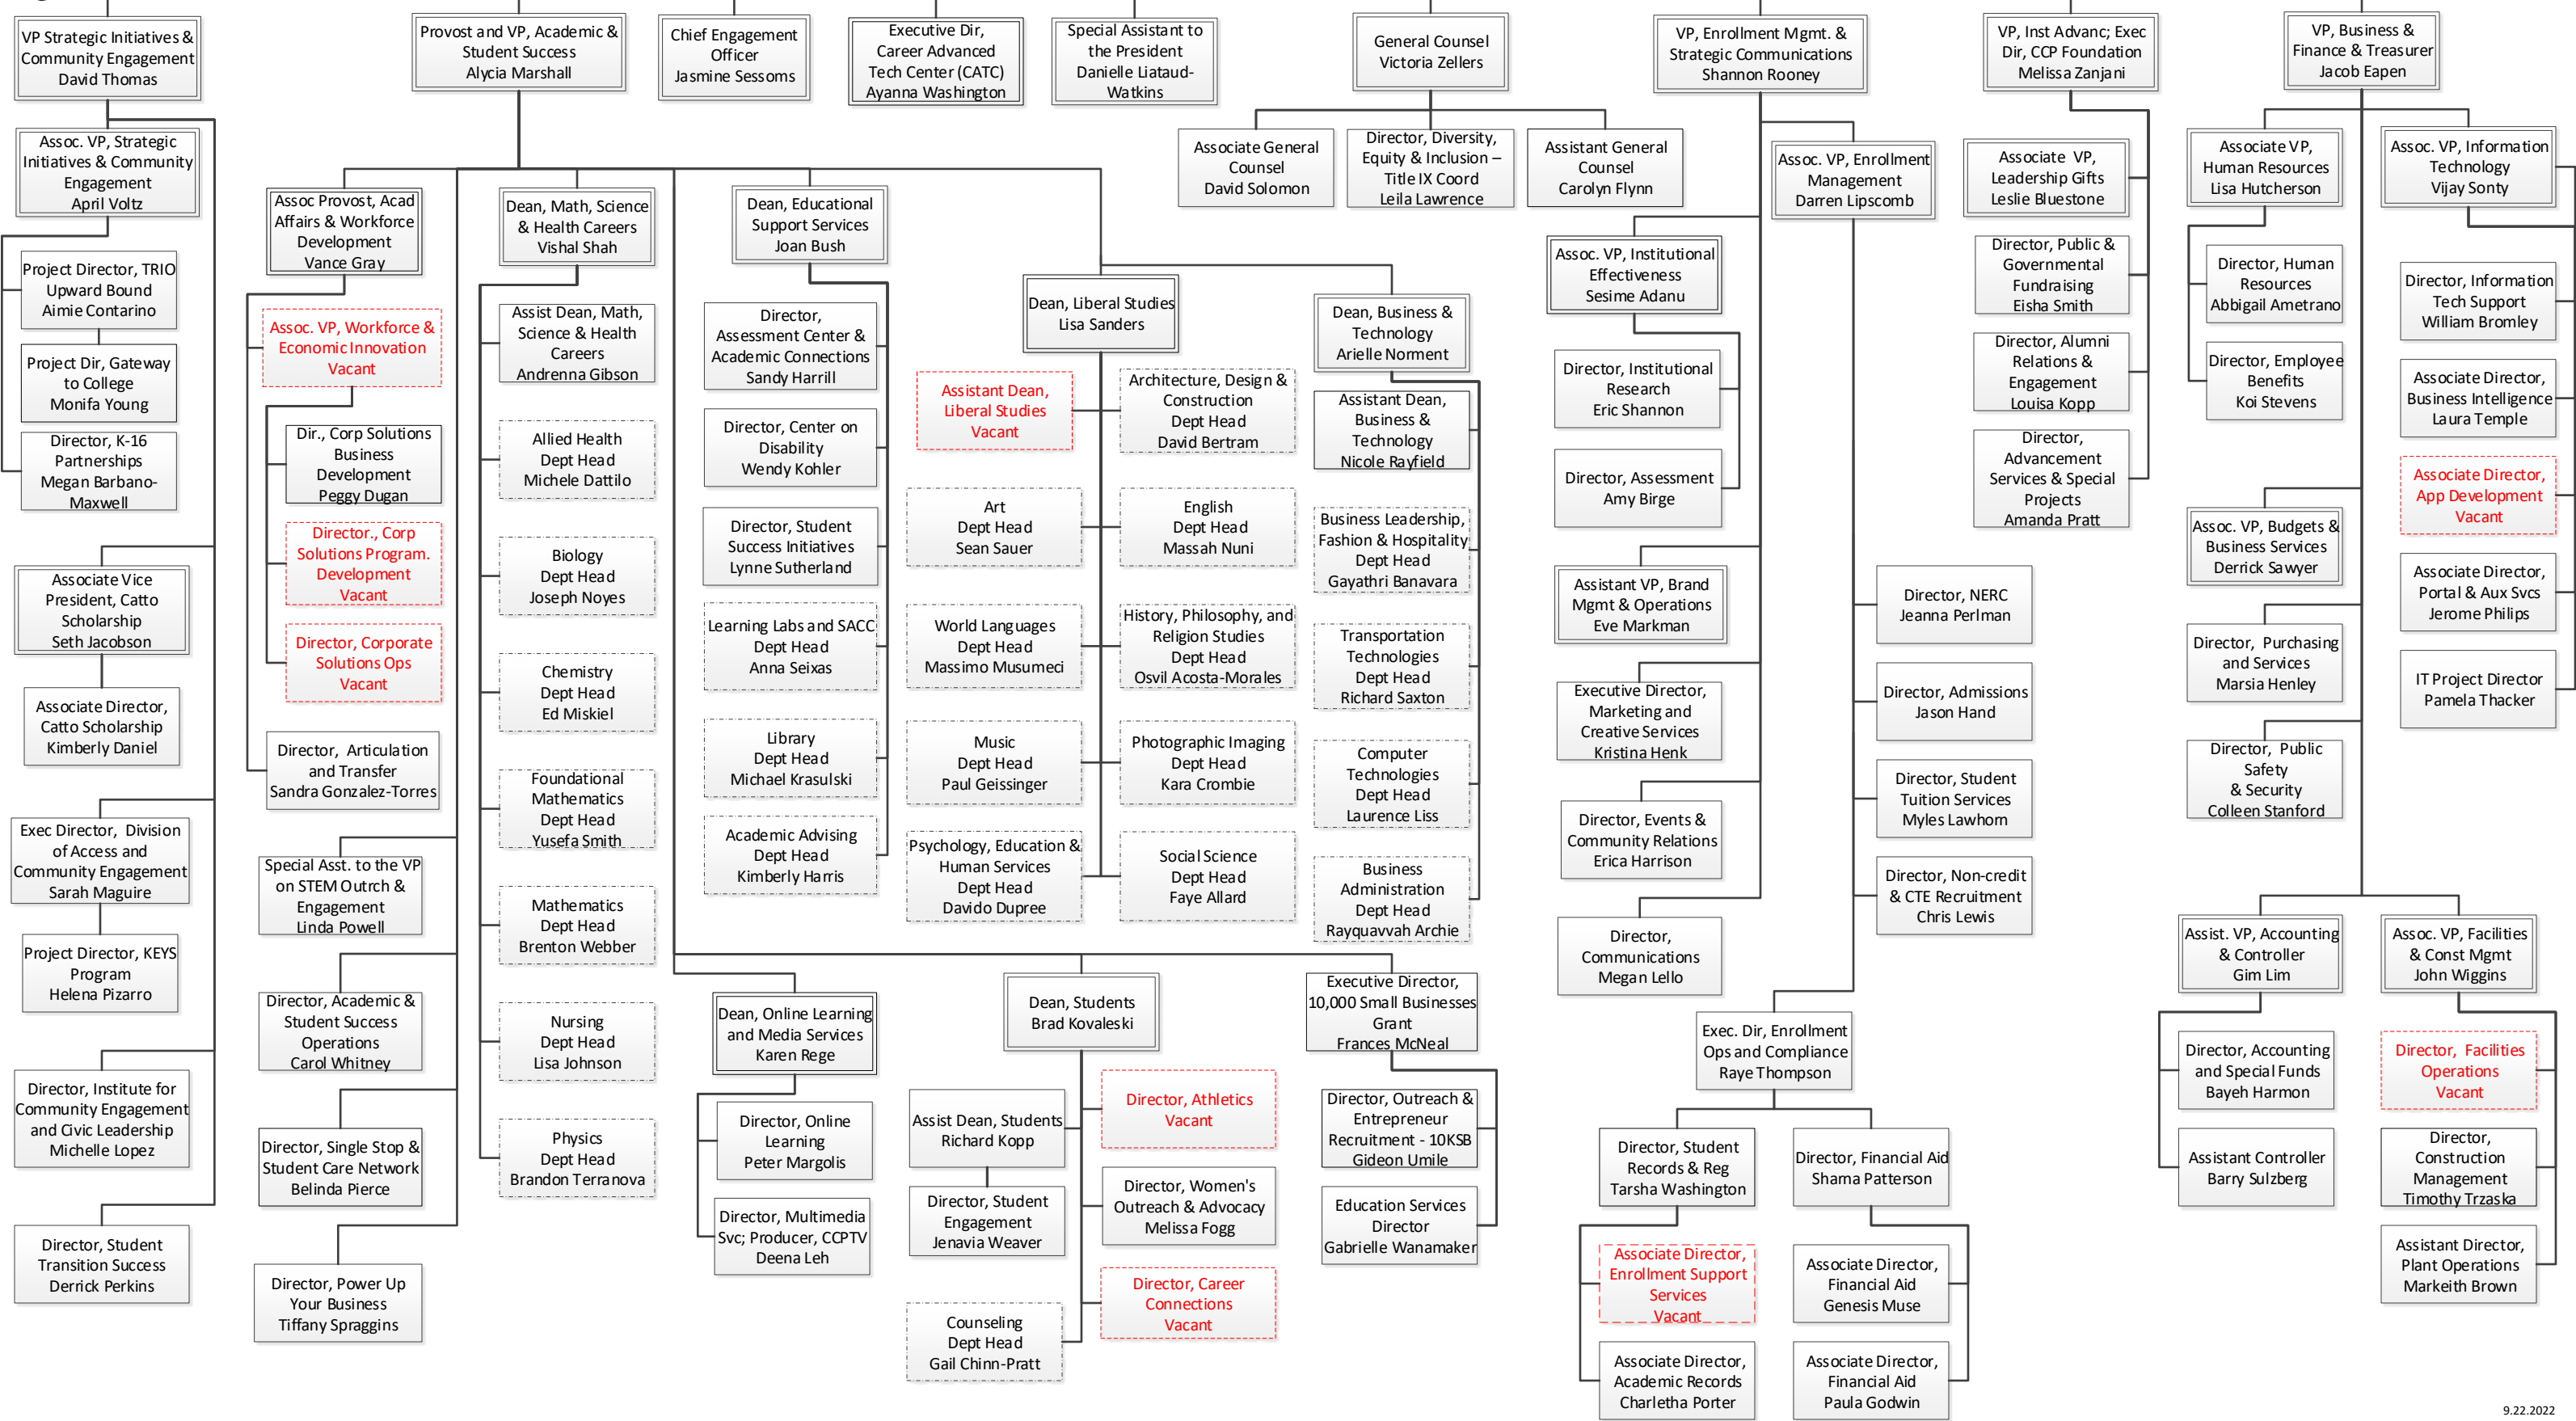 VP Strategic Initiatives &
Community Engagement
David Thomas
Provost and VP, Academic &
Student Success
Alycia Marshall
Chief Engagement
Officer
Jasmine Sessoms
Executive Dir,
Career Advanced
Tech Center (CATC)
Ayanna Washington
Special Assistant to
the President
Danielle Liataud-
Watkins
General Counsel
Victoria Zellers
VP, Enrollment Mgmt. &
Strategic Communications
Shannon Rooney
VP, Inst Advanc; Exec
Dir, CCP Foundation
Melissa Zanjani
VP, Business &
Finance & Treasurer
Jacob Eapen
Assoc. VP, Strategic
Initiatives & Community
Engagement
April Voltz
Project Director, TRIO
Upward Bound
Aimie Contarino
Project Dir, Gateway
to College
Monifa Young
Director, K-16
Partnerships
Megan Barbano-
Maxwell
Associate Vice
President, Catto
Scholarship
Seth Jacobson
Associate Director,
Catto Scholarship
Kimberly Daniel
Exec Director, Division
of Access and
Community Engagement
Sarah Maguire
Project Director, KEYS
Program
Helena Pizarro
Director, Institute for
Community Engagement
and Civic Leadership
Michelle Lopez
Director, Student
Transition Success
Derrick Perkins
Assoc Provost, Acad
Affairs & Workforce
Development
Vance Gray
Assoc. VP, Workforce &
Economic Innovation
Vacant
Dir., Corp Solutions
Business
Development
Peggy Dugan
Director., Corp
Solutions Program.
Development
Vacant
Director, Corporate
Solutions Ops
Vacant
Director, Articulation
and Transfer
Sandra Gonzalez-Torres
Special Asst. to the VP
on STEM Outrch &
Engagement
Linda Powell
Director, Academic &
Student Success
Operations
Carol Whitney
Director, Single Stop &
Student Care Network
Belinda Pierce
Director, Power Up
Your Business
Tiffany Spraggins
Dean, Math, Science
& Health Careers
Vishal Shah
Assist Dean, Math,
Science & Health
Careers
Andrenna Gibson
Allied Health
Dept Head
Michele Dattilo
Biology
Dept Head
Joseph Noyes
Chemistry
Dept Head
Ed Miskiel
Foundational
Mathematics
Dept Head
Yusefa Smith
Mathematics
Dept Head
Brenton Webber
Nursing
Dept Head
Lisa Johnson
Physics
Dept Head
Brandon Terranova
Dean, Educational
Support Services
Joan Bush
Director,
Assessment Center &
Academic Connections
Sandy Harrill
Director, Center on
Disability
Wendy Kohler
Director, Student
Success Initiatives
Lynne Sutherland
Learning Labs and SACC
Dept Head
Anna Seixas
Library
Dept Head
Michael Krasulski
Academic Advising
Dept Head
Kimberly Harris
Dean, Online Learning
and Media Services
Karen Rege
Director, Online
Learning
Peter Margolis
Director, Multimedia
Svc; Producer, CCPTV
Deena Leh
Dean, Liberal Studies
Lisa Sanders
Assistant Dean,
Liberal Studies
Vacant
Architecture, Design &
Construction
Dept Head
David Bertram
Art
Dept Head
Sean Sauer
English
Dept Head
Massah Nuni
World Languages
Dept Head
Massimo Musumeci
History, Philosophy, and
Religion Studies
Dept Head
Osvil Acosta-Morales
Music
Dept Head
Paul Geissinger
Photographic Imaging
Dept Head
Kara Crombie
Psychology, Education &
Human Services
Dept Head
Davido Dupree
Social Science
Dept Head
Faye Allard
Dean, Business &
Technology
Arielle Norment
Assistant Dean,
Business &
Technology
Nicole Rayfield
Business Leadership,
Fashion & Hospitality
Dept Head
Gayathri Banavara
Transportation
Technologies
Dept Head
Richard Saxton
Computer
Technologies
Dept Head
Laurence Liss
Business
Administration
Dept Head
Rayquavvah Archie
Dean, Students
Brad Kovaleski
Assist Dean, Students
Richard Kopp
Director, Athletics
Vacant
Director, Student
Engagement
Jenavia Weaver
Director, Women's
Outreach & Advocacy
Melissa Fogg
Director, Career
Connections
Vacant
Counseling
Dept Head
Gail Chinn-Pratt
Executive Director,
10,000 Small Businesses
Grant
Frances McNeal
Director, Outreach &
Entrepreneur
Recruitment - 10KSB
Gideon Umile
Education Services
Director
Gabrielle Wanamaker
Associate General
Counsel
David Solomon
Director, Diversity,
Equity & Inclusion –
Title IX Coord
Leila Lawrence
Assistant General
Counsel
Carolyn Flynn
Assoc. VP, Institutional
Effectiveness
Sesime Adanu
Director, Institutional
Research
Eric Shannon
Director, Assessment
Amy Birge
Assistant VP, Brand
Mgmt & Operations
Eve Markman
Executive Director,
Marketing and
Creative Services
Kristina Henk
Director, Events &
Community Relations
Erica Harrison
Director,
Communications
Megan Lello
Assoc. VP, Enrollment
Management
Darren Lipscomb
Director, NERC
Jeanna Perlman
Director, Admissions
Jason Hand
Director, Student
Tuition Services
Myles Lawhorn
Director, Non-credit
& CTE Recruitment
Chris Lewis
Exec. Dir, Enrollment
Ops and Compliance
Raye Thompson
Director, Student
Records & Reg
Tarsha Washington
Director, Financial Aid
Shama Patterson
Associate Director,
Enrollment Support
Services
Vacant
Associate Director,
Financial Aid
Genesis Muse
Associate Director,
Academic Records
Charletha Porter
Associate Director,
Financial Aid
Paula Godwin
Associate VP,
Leadership Gifts
Leslie Bluestone
Director, Public &
Governmental
Fundraising
Eisha Smith
Director, Alumni
Relations &
Engagement
Louisa Kopp
Director,
Advancement
Services & Special
Projects
Amanda Pratt
Associate VP,
Human Resources
Lisa Hutcherson
Director, Human
Resources
Abbigail Ametrano
Director, Employee
Benefits
Koi Stevens
Assoc. VP, Budgets &
Business Services
Derrick Sawyer
Director, Purchasing
and Services
Marsia Henley
Director, Public
Safety
& Security
Colleen Stanford
Assoc. VP, Information
Technology
Vijay Sonty
Director, Information
Tech Support
William Bromley
Associate Director,
Business Intelligence
Laura Temple
Associate Director,
App Development
Vacant
Associate Director,
Portal & Aux Svcs
Jerome Philips
IT Project Director
Pamela Thacker
Assist. VP, Accounting
& Controller
Gim Lim
Director, Accounting
and Special Funds
Bayeh Harmon
Assistant Controller
Barry Sulzberg
Assoc. VP, Facilities
& Const Mgmt
John Wiggins
Director, Facilities
Operations
Vacant
Director,
Construction
Management
Timothy Trzaska
Assistant Director,
Plant Operations
Markeith Brown
9.22.2022